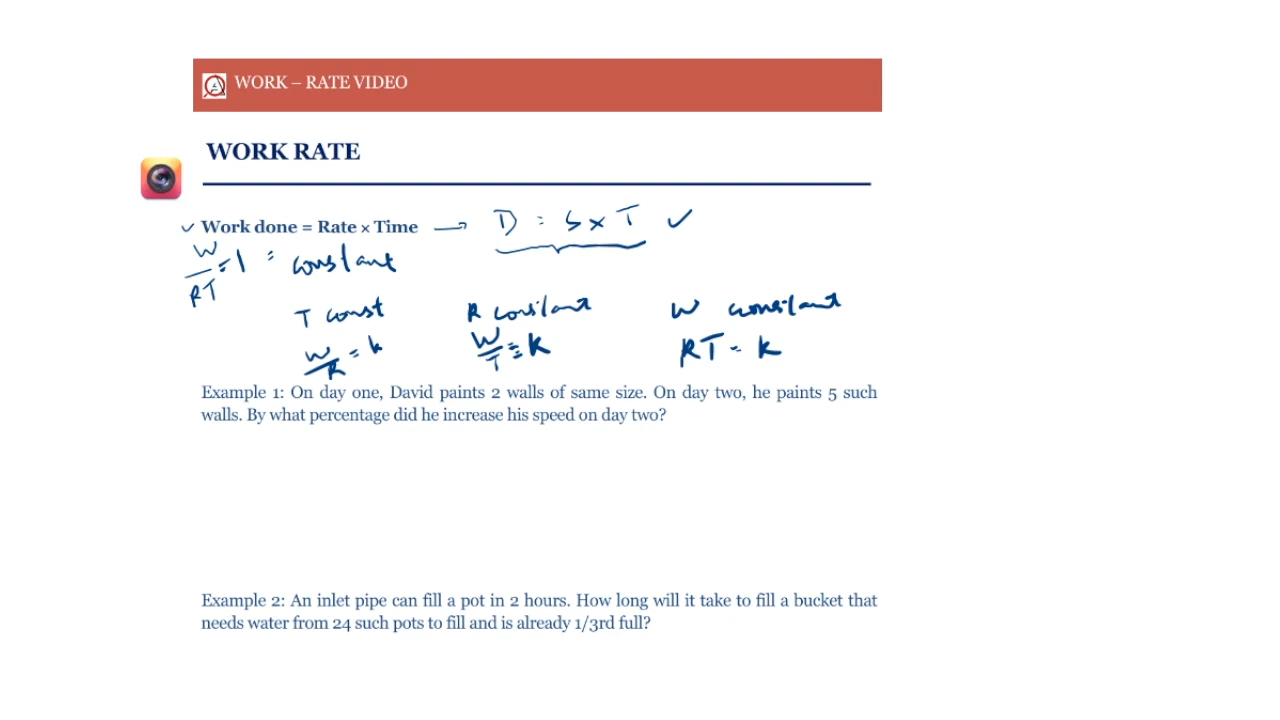 WORK – RATE VIDEO
WORK RATE
✓ Work done = Rate × Time → D = S × T ✓
W/RT = 1 = constant
T const R constant W constant
W/R = k W/T = k RT = k
Example 1: On day one, David paints 2 walls of same size. On day two, he paints 5 such
walls. By what percentage did he increase his speed on day two?
Example 2: An inlet pipe can fill a pot in 2 hours. How long will it take to fill a bucket that
needs water from 24 such pots to fill and is already 1/3rd full?